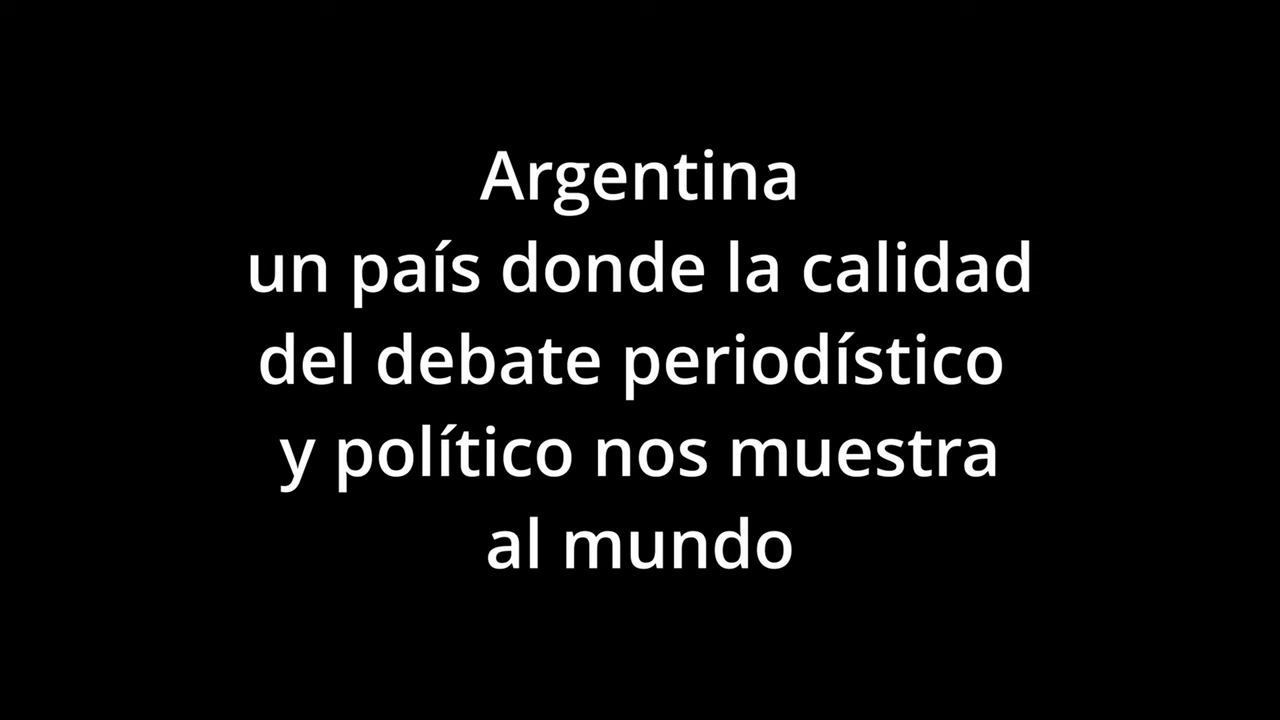 Argentina
un país donde la calidad
del debate periodístico
y político nos muestra
al mundo